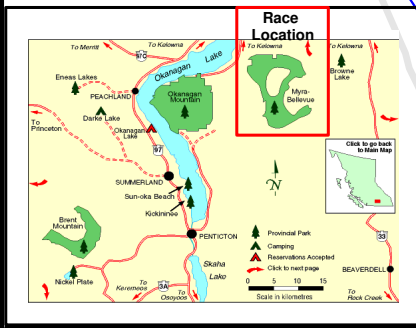 Race
Location
To Merritt
To Kelowna
97C
Okanagan
Lake
To Kelowna
To Kelowna
Eneas Lakes
PEACHLAND
Okanagan
Mountain
Myra-
Bellevue
Browne
Lake
Darke Lake
To
Princeton
Okanagan
Lake
97
Click to go back
to Main Map
SUMMERLAND
Sun-oka Beach
Kickininee
N
Brent
Mountain
PENTICTON
Provincial Park
Camping
Reservations Accepted
Click to next page
33
Skaha
Lake
BEAVERDELL
Nickel Plate
To
Keremeos
3A
To
Osoyoos
0 5 10 15
Scale in kilometres
To
Rock Creek